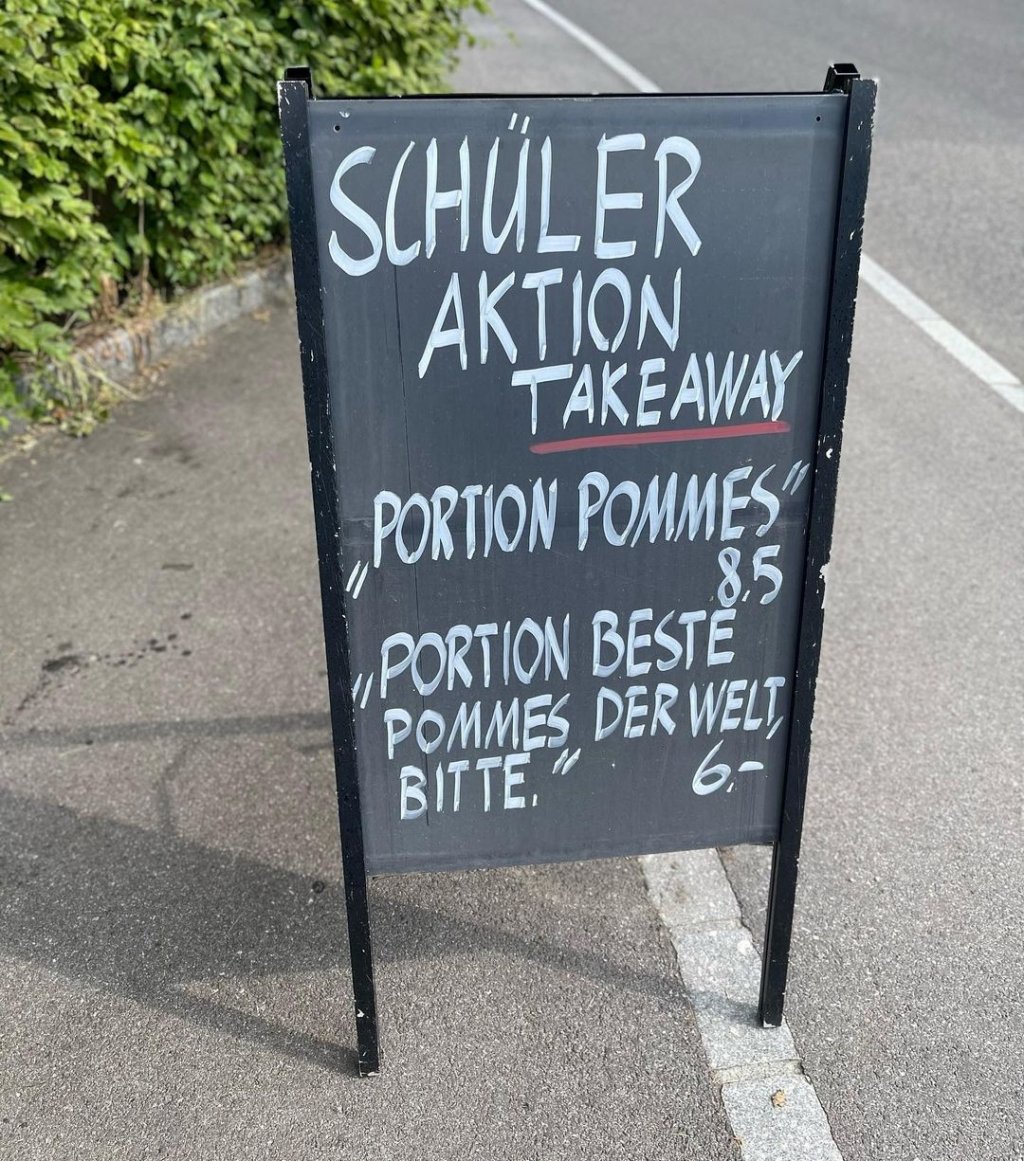 SCHÜLER
AKTION
TAKEAWAY
„PORTION POMMES"
8.5
„PORTION BESTE
POMMES DER WELT,
BITTE." 6.-